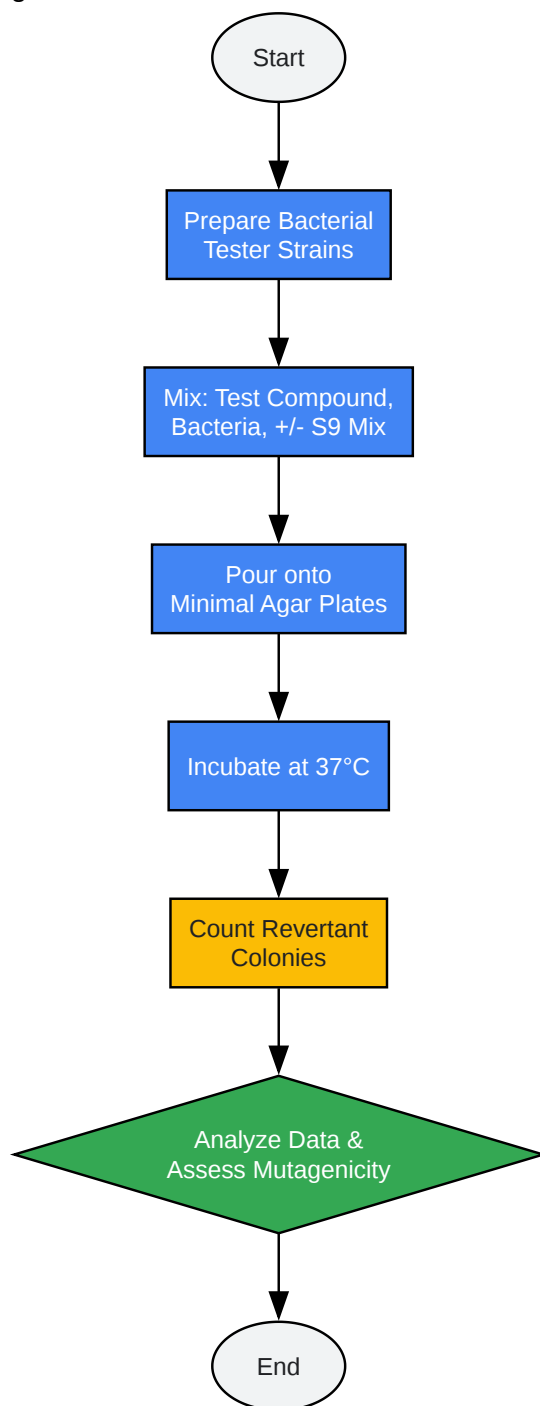 Start
Prepare Bacterial
Tester Strains
Mix: Test Compound,
Bacteria, +/- S9 Mix
Pour onto
Minimal Agar Plates
Incubate at 37°C
Count Revertant
Colonies
Analyze Data &
Assess Mutagenicity
End